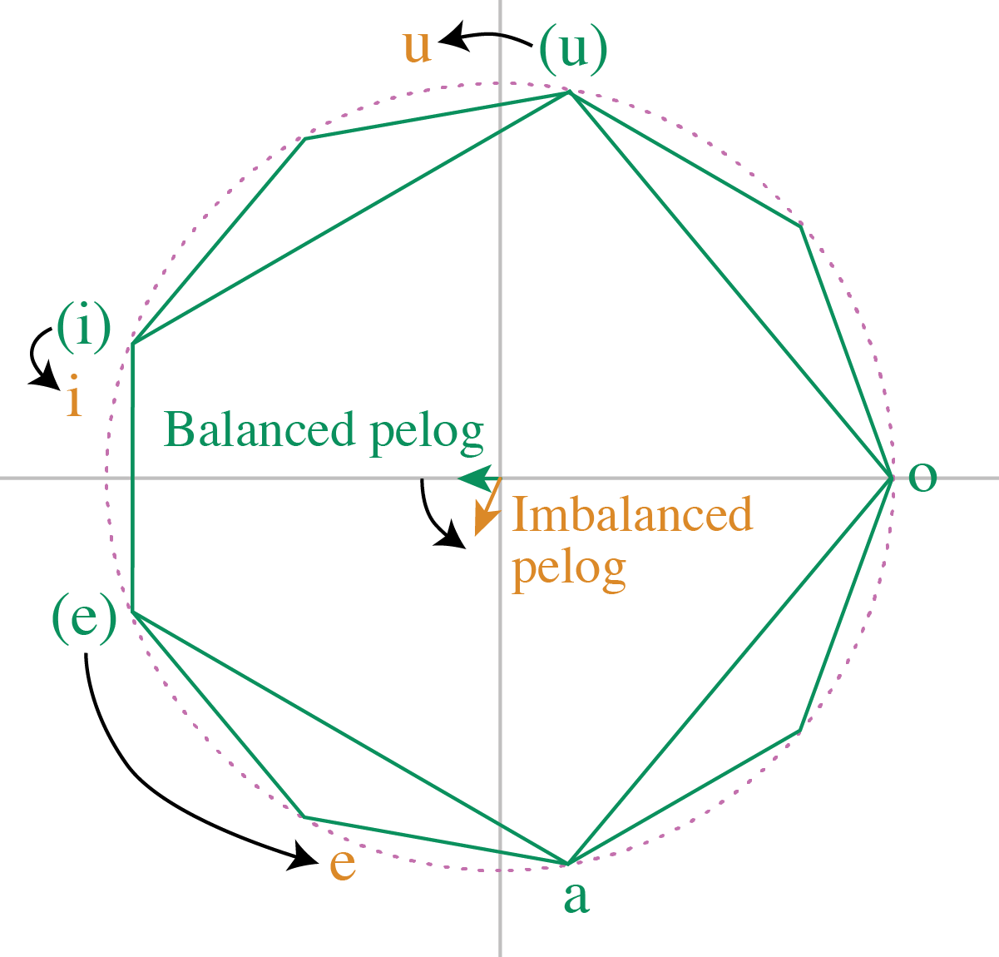 u
(u)
(i)
i
Balanced pelog
o
Imbalanced
pelog
(e)
e
a